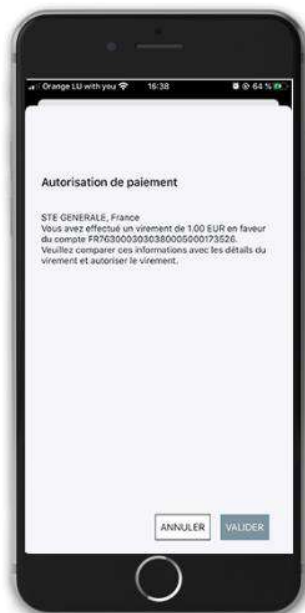 Orange LU with you 16:38 64 %
Autorisation de paiement
STE GENERALE, France
Vous avez effectué un virement de 1.00 EUR en faveur
du compte FR7630003030380005000173526.
Veuillez comparer ces informations avec les détails du
virement et autoriser le virement.
ANNULER VALIDER